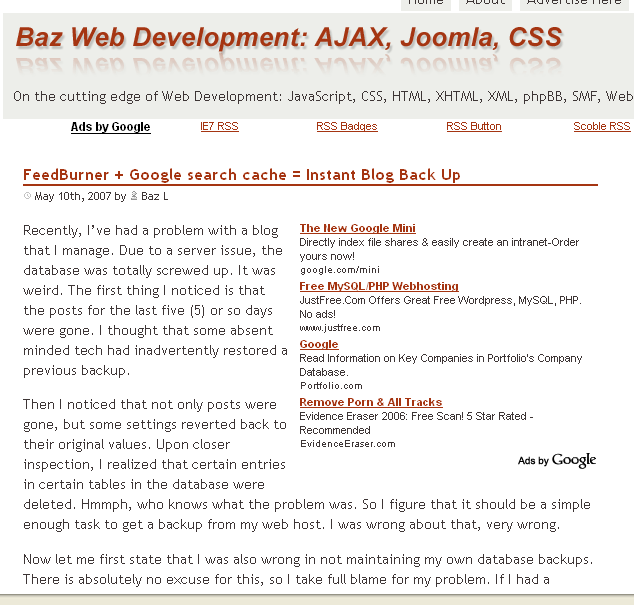 Home About Advertise Here
Baz Web Development: AJAX, Joomla, CSS
On the cutting edge of Web Development: JavaScript, CSS, HTML, XHTML, XML, phpBB, SMF, Web
Ads by Google IE7 RSS RSS Badges RSS Button Scoble RSS
FeedBurner + Google search cache = Instant Blog Back Up
May 10th, 2007 by Baz L
Recently, I've had a problem with a blog
that I manage. Due to a server issue, the
database was totally screwed up. It was
weird. The first thing I noticed is that
the posts for the last five (5) or so days
were gone. I thought that some absent
minded tech had inadvertently restored a
previous backup.
Then I noticed that not only posts were
gone, but some settings reverted back to
their original values. Upon closer
inspection, I realized that certain entries
in certain tables in the database were
The New Google Mini
Directly index file shares & easily create an intranet-Order
yours now!
google.com/mini
Free MySQL/PHP Webhosting
JustFree.Com Offers Great Free Wordpress, MySQL, PHP.
No ads!
www.justfree.com
Google
Read Information on Key Companies in Portfolio's Company
Database.
Portfolio.com
Remove Porn & All Tracks
Evidence Eraser 2006: Free Scan! 5 Star Rated -
Recommended
EvidenceEraser.com
Ads by Google
deleted. Hmmph, who knows what the problem was. So I figure that it should be a simple
enough task to get a backup from my web host. I was wrong about that, very wrong.
Now let me first state that I was also wrong in not maintaining my own database backups.
There is absolutely no excuse for this, so I take full blame for my problem. If I had a